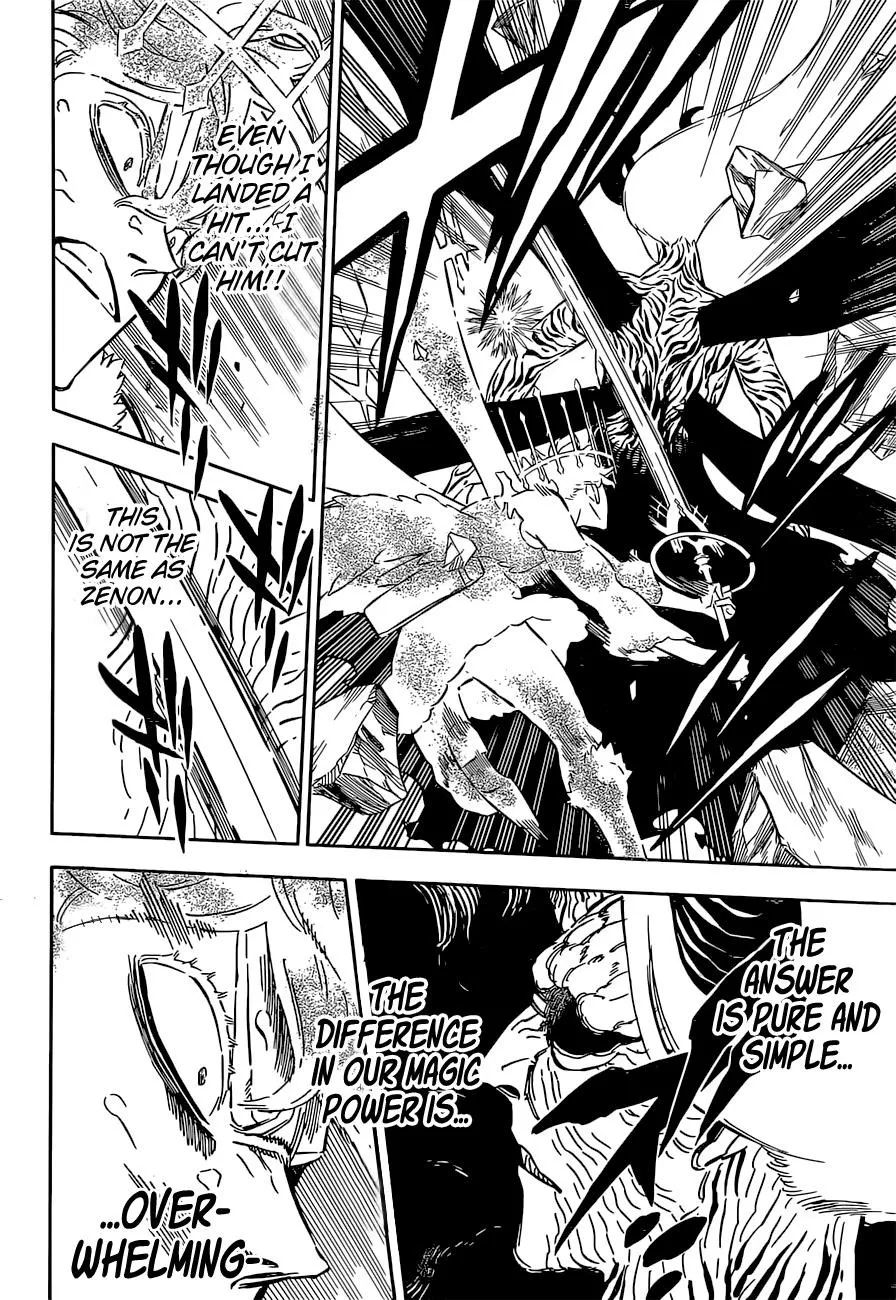 EVEN
THOUGH I
LANDED A
HIT... I
CAN'T CUT
HIM!!
THIS
IS NOT THE
SAME AS
ZENON...
THE
ANSWER
IS PURE AND
SIMPLE...
THE
DIFFERENCE
IN OUR MAGIC
POWER IS...
...OVER-
WHELMING-